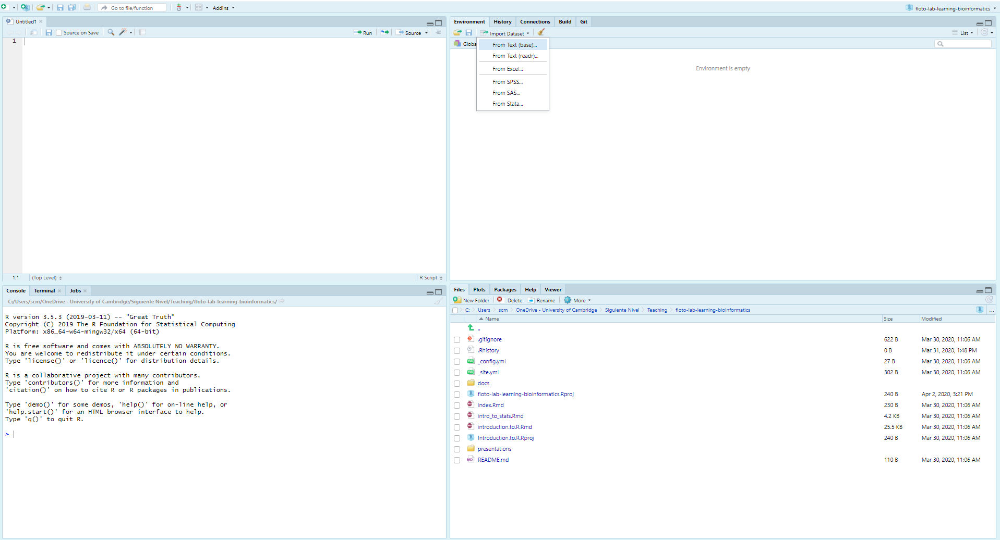 Go to file/function
Addins
floto-lab-learning-bioinformatics
Untitled1
Source on Save
Run
Source
1
1:1
(Top Level)
R Script
Console
Terminal
Jobs
C:/Users/scm/OneDrive - University of Cambridge/Siguiente Nivel/Teaching/floto-lab-learning-bioinformatics/
R version 3.5.3 (2019-03-11) -- "Great Truth"
Copyright (C) 2019 The R Foundation for Statistical Computing
Platform: x86_64-w64-mingw32/x64 (64-bit)
R is free software and comes with ABSOLUTELY NO WARRANTY.
You are welcome to redistribute it under certain conditions.
Type 'license()' or 'licence()' for distribution details.
R is a collaborative project with many contributors.
Type 'contributors()' for more information and
'citation()' on how to cite R or R packages in publications.
Type 'demo()' for some demos, 'help()' for on-line help, or
'help.start()' for an HTML browser interface to help.
Type 'q()' to quit R.
>
Environment
History
Connections
Build
Git
Import Dataset
List
Globa
From Text (base)...
From Text (readr)...
From Excel...
From SPSS...
From SAS...
From Stata...
Environment is empty
Files
Plots
Packages
Help
Viewer
New Folder
Delete
Rename
More
C: Users scm OneDrive - University of Cambridge Siguiente Nivel Teaching floto-lab-learning-bioinformatics ...
Name Size Modified
..
.gitignore 622 B Mar 30, 2020, 11:06 AM
.Rhistory 0 B Mar 31, 2020, 1:48 PM
_config.yml 27 B Mar 30, 2020, 11:06 AM
_site.yml 302 B Mar 30, 2020, 11:06 AM
docs
floto-lab-learning-bioinformatics.Rproj 240 B Apr 2, 2020, 3:21 PM
index.Rmd 230 B Mar 30, 2020, 11:06 AM
intro_to_stats.Rmd 4.2 KB Mar 30, 2020, 11:06 AM
introduction.to.R.Rmd 25.5 KB Mar 30, 2020, 11:06 AM
Introduction.to.R.Rproj 240 B Mar 30, 2020, 11:06 AM
presentations
README.md 110 B Mar 30, 2020, 11:06 AM